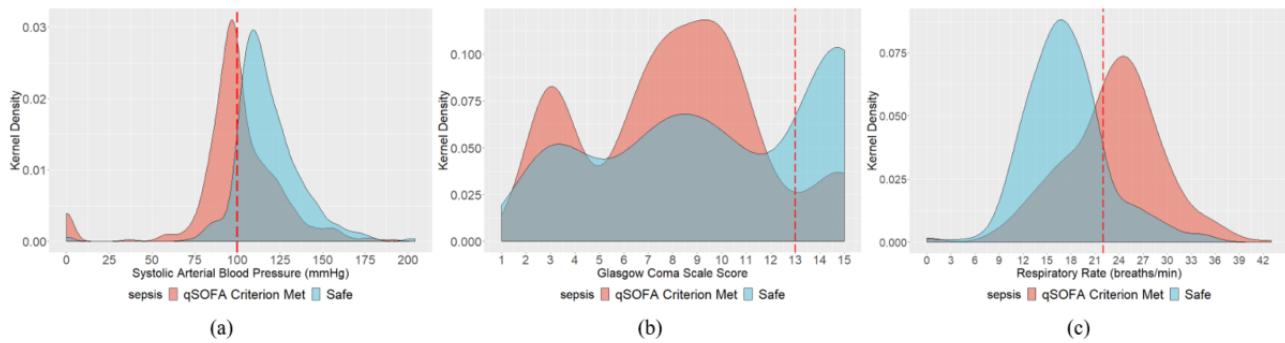 0.03
0.02
0.01
0.00
Kernel Density
0 25 50 75 100 125 150 175 200
Systolic Arterial Blood Pressure (mmHg)
sepsis qSOFA Criterion Met Safe
(a)
0.100
0.075
0.050
0.025
0.000
Kernel Density
1 2 3 4 5 6 7 8 9 10 11 12 13 14 15
Glasgow Coma Scale Score
sepsis qSOFA Criterion Met Safe
(b)
0.075
0.050
0.025
0.000
Kernel Density
0 3 6 9 12 15 18 21 24 27 30 33 36 39 42
Respiratory Rate (breaths/min)
sepsis qSOFA Criterion Met Safe
(c)